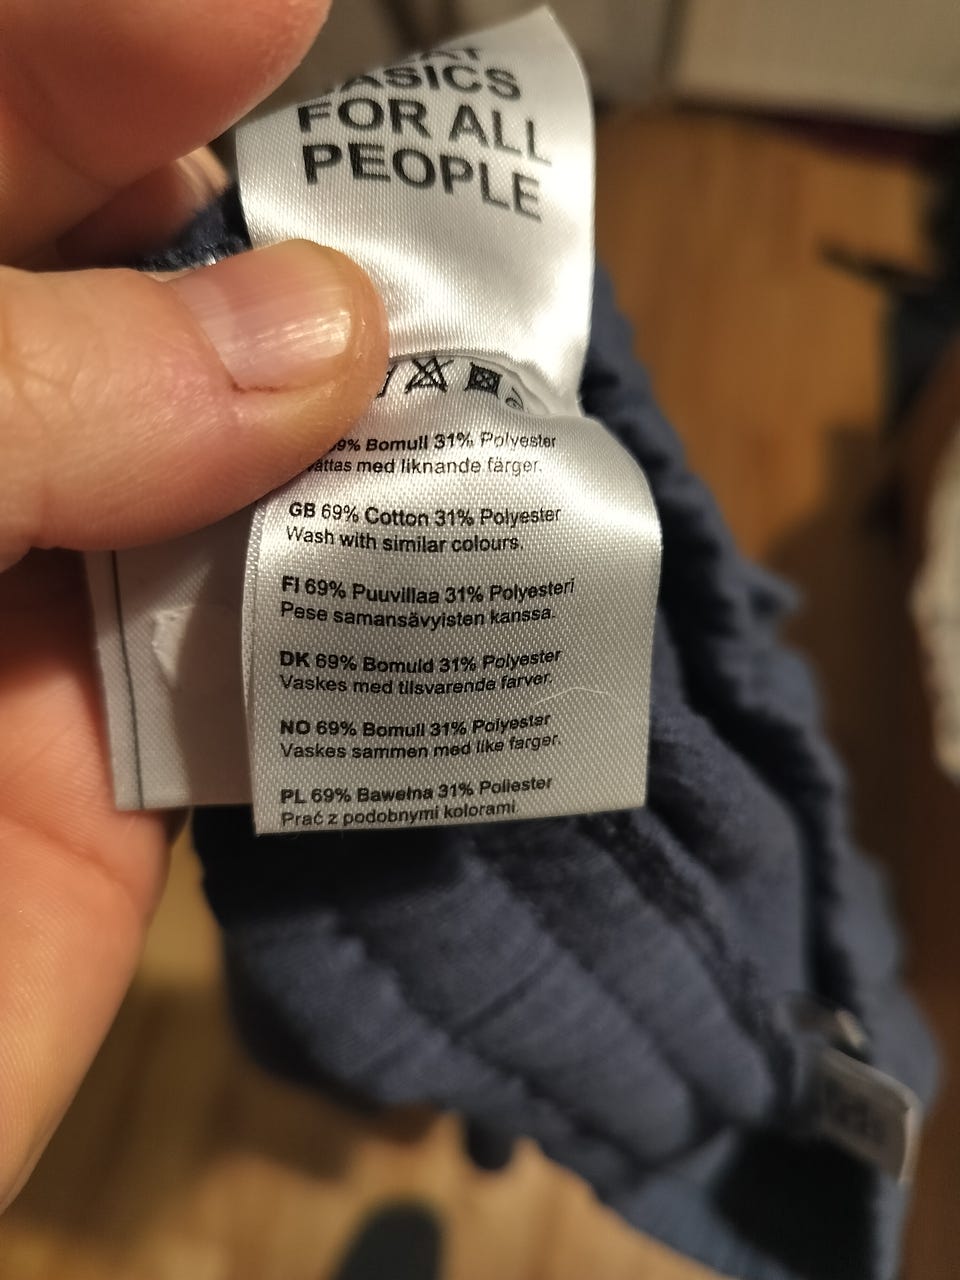 ASICS
FOR ALL
PEOPLE
9% Bomull 31% Polyester
med liknande färger.
GB 69% Cotton 31% Polyester
Wash with similar colours.
FI 69% Puuvillaa 31% Polyesteri
Pese samansävyisten kanssa.
DK 69% Bomuld 31% Polyester
Vaskes med tilsvarende farver.
NO 69% Bomull 31% Polyester
Vaskes sammen med like farger.
PL 69% Bawełna 31% Poliester
Prać z podobnymi kolorami.